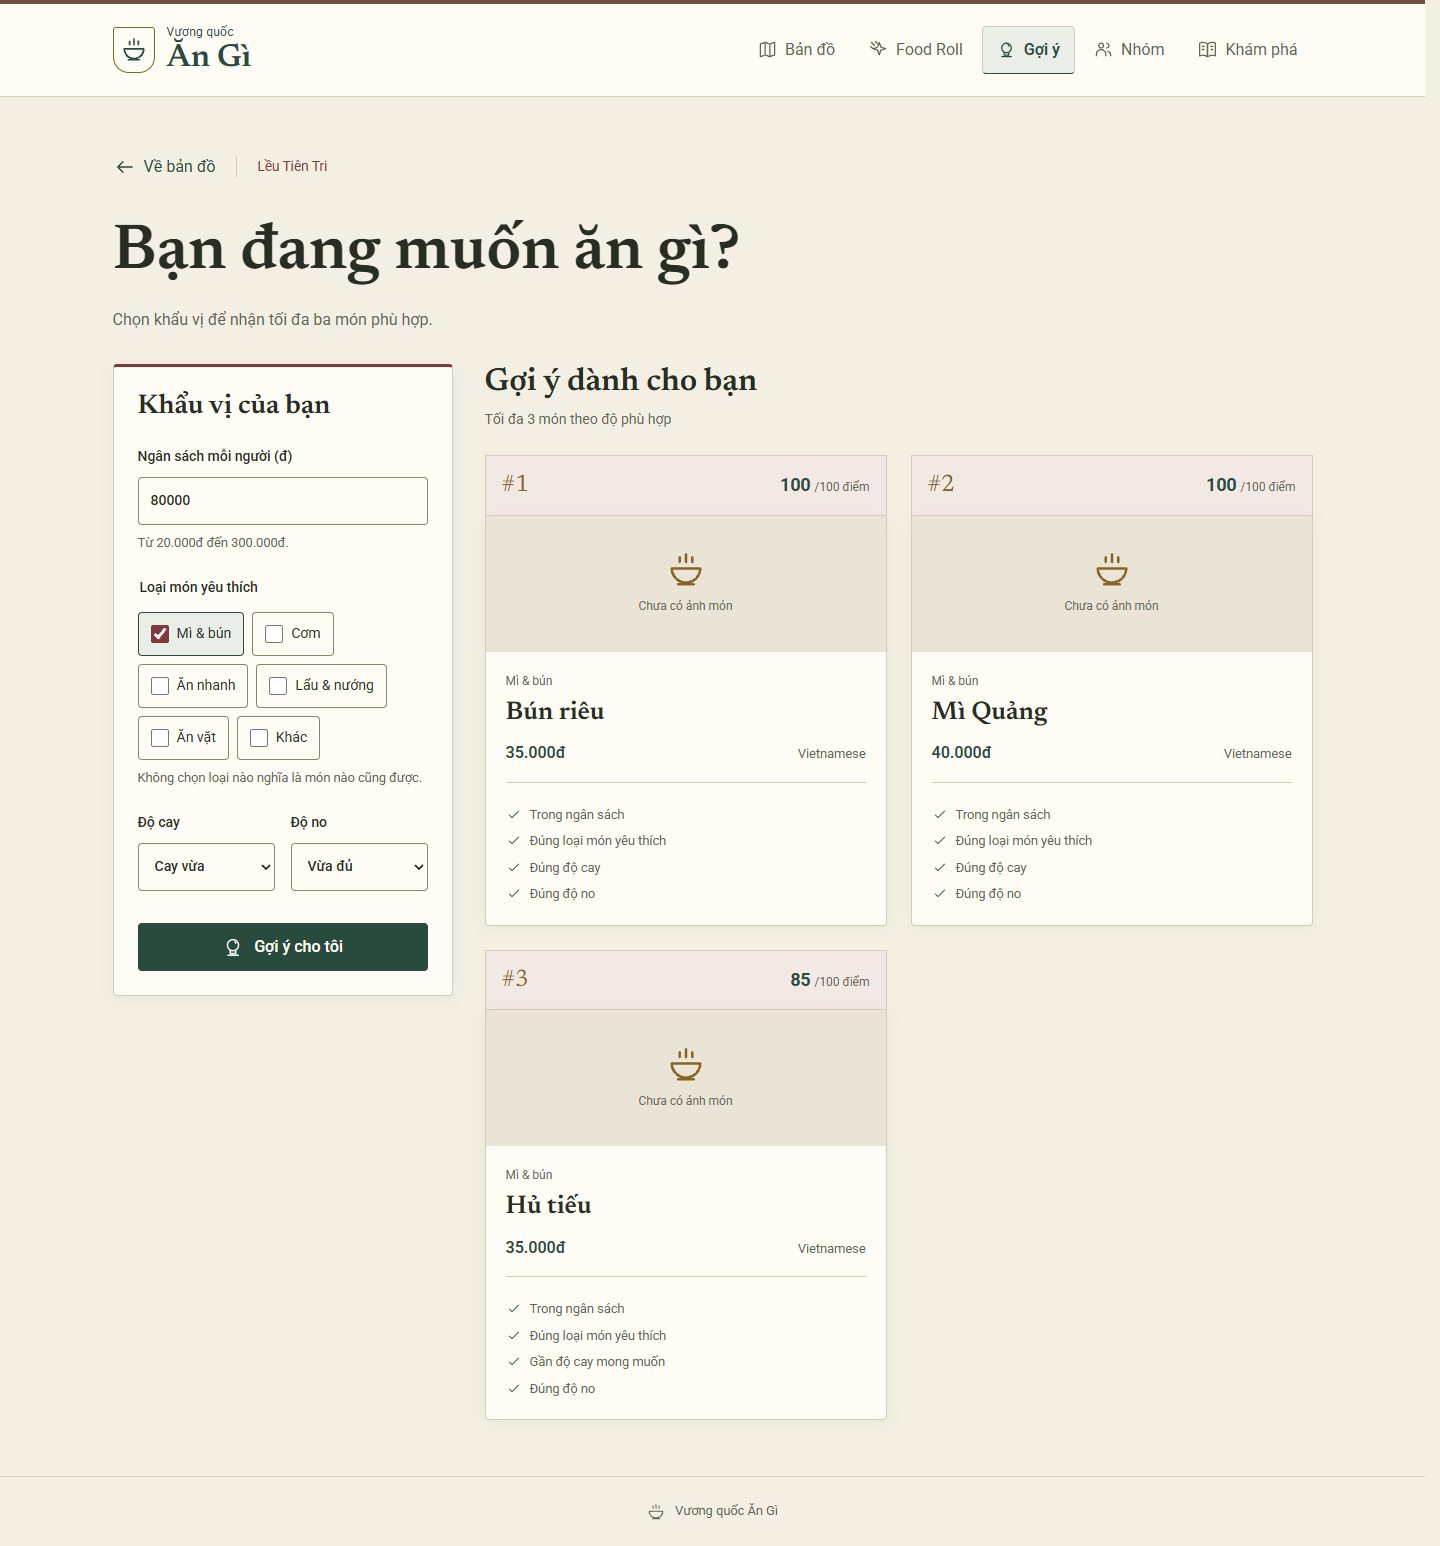 Vương quốc
Ăn Gì
Bản đồ
Food Roll
Gợi ý
Nhóm
Khám phá
Về bản đồ
Lều Tiên Tri
Bạn đang muốn ăn gì?
Chọn khẩu vị để nhận tối đa ba món phù hợp.
Khẩu vị của bạn
Ngân sách mỗi người (đ)
80000
Từ 20.000đ đến 300.000đ.
Loại món yêu thích
Mì & bún
Cơm
Ăn nhanh
Lẩu & nướng
Ăn vặt
Khác
Không chọn loại nào nghĩa là món nào cũng được.
Độ cay
Độ no
Cay vừa
Vừa đủ
Gợi ý cho tôi
Gợi ý dành cho bạn
Tối đa 3 món theo độ phù hợp
#1
100 /100 điểm
Chưa có ảnh món
Mì & bún
Bún riêu
35.000đ
Vietnamese
Trong ngân sách
Đúng loại món yêu thích
Đúng độ cay
Đúng độ no
#2
100 /100 điểm
Chưa có ảnh món
Mì & bún
Mì Quảng
40.000đ
Vietnamese
Trong ngân sách
Đúng loại món yêu thích
Đúng độ cay
Đúng độ no
#3
85 /100 điểm
Chưa có ảnh món
Mì & bún
Hủ tiếu
35.000đ
Vietnamese
Trong ngân sách
Đúng loại món yêu thích
Gần độ cay mong muốn
Đúng độ no
Vương quốc Ăn Gì